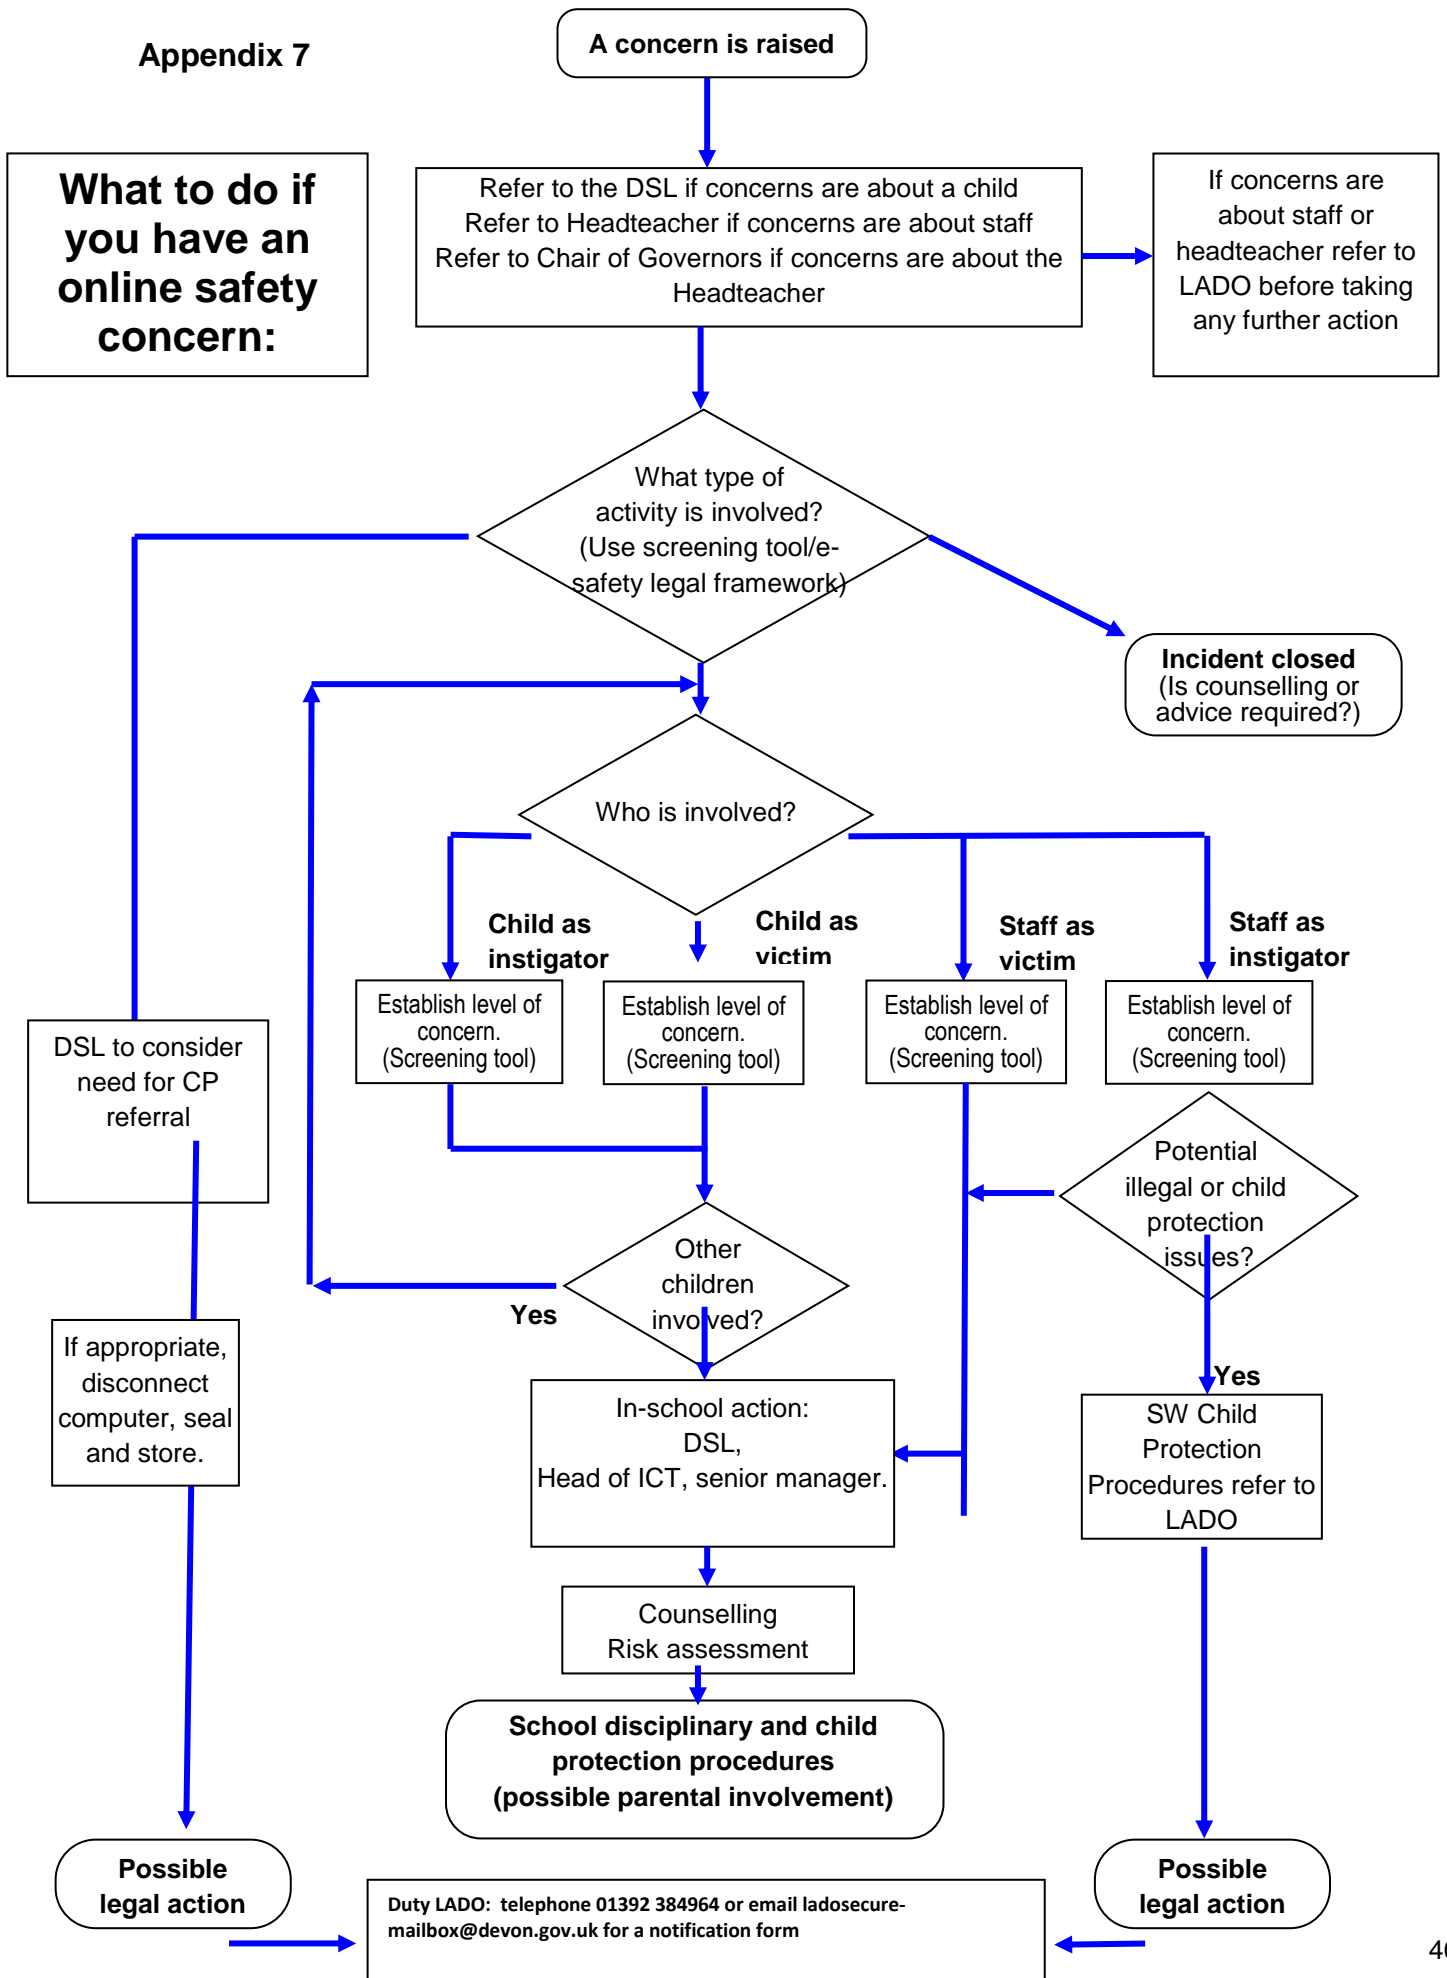 Appendix 7
A concern is raised
What to do if
you have an
online safety
concern:
Refer to the DSL if concerns are about a child
Refer to Headteacher if concerns are about staff
Refer to Chair of Governors if concerns are about the
Headteacher
If concerns are
about staff or
headteacher refer to
LADO before taking
any further action
What type of
activity is involved?
(Use screening tool/e-
safety legal framework)
Incident closed
(Is counselling or
advice required?)
Who is involved?
Child as
instigator
Child as
victim
Staff as
victim
Staff as
instigator
Establish level of
concern.
(Screening tool)
Establish level of
concern.
(Screening tool)
Establish level of
concern.
(Screening tool)
Establish level of
concern.
(Screening tool)
DSL to consider
need for CP
referral
Potential
illegal or child
protection
issues?
Other
children
involved?
Yes
If appropriate,
disconnect
computer, seal
and store.
Yes
In-school action:
DSL,
Head of ICT, senior manager.
SW Child
Protection
Procedures refer to
LADO
Counselling
Risk assessment
School disciplinary and child
protection procedures
(possible parental involvement)
Possible
legal action
Possible
legal action
Duty LADO: telephone 01392 384964 or email ladosecure-
mailbox@devon.gov.uk for a notification form